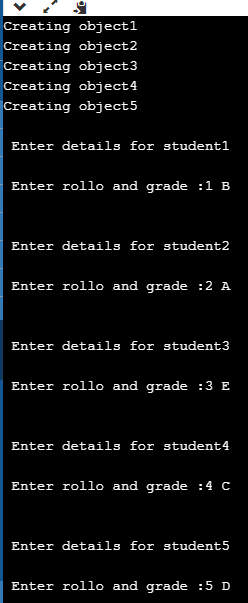 Creating object1
Creating object2
Creating object3
Creating object4
Creating object5
Enter details for student1
Enter rollo and grade :1 B
Enter details for student2
Enter rollo and grade :2 A
Enter details for student3
Enter rollo and grade :3 E
Enter details for student4
Enter rollo and grade :4 C
Enter details for student5
Enter rollo and grade :5 D